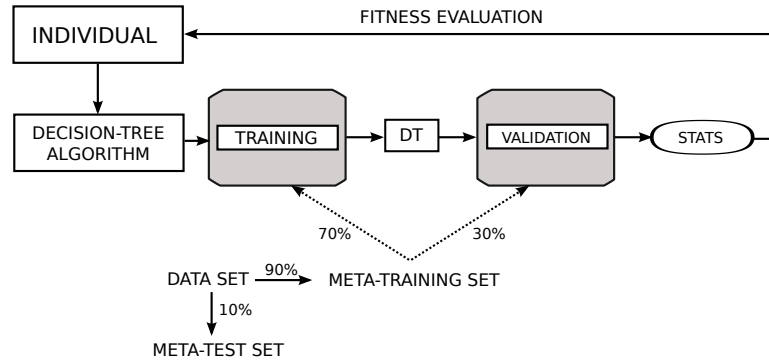 FITNESS EVALUATION
INDIVIDUAL
DECISION-TREE
ALGORITHM
TRAINING
DT
VALIDATION
STATS
70%
30%
DATA SET
90%
META-TRAINING SET
10%
META-TEST SET